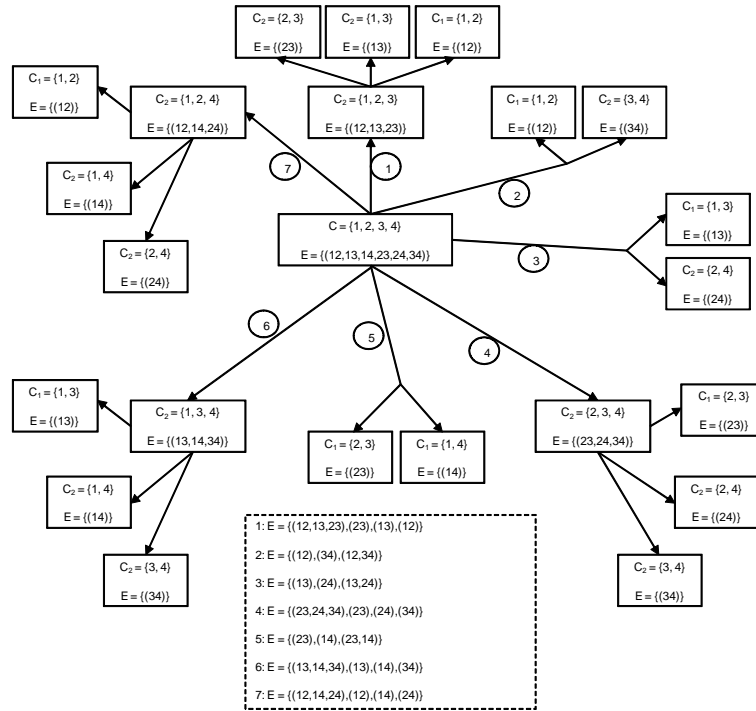 C₂ = {2, 3}
E = {(23)}
C₂ = {1, 3}
E = {(13)}
C₁ = {1, 2}
E = {(12)}
C₁ = {1, 2}
E = {(12)}
C₂ = {1, 2, 4}
E = {(12,14,24)}
C₂ = {1, 2, 3}
E = {(12,13,23)}
C₁ = {1, 2}
E = {(12)}
C₂ = {3, 4}
E = {(34)}
7
1
2
C₂ = {1, 4}
E = {(14)}
C₂ = {2, 4}
E = {(24)}
C = {1, 2, 3, 4}
E = {(12,13,14,23,24,34)}
3
C₁ = {1, 3}
E = {(13)}
C₂ = {2, 4}
E = {(24)}
6
5
4
C₁ = {1, 3}
E = {(13)}
C₂ = {1, 3, 4}
E = {(13,14,34)}
C₁ = {2, 3}
E = {(23)}
C₁ = {1, 4}
E = {(14)}
C₂ = {2, 3, 4}
E = {(23,24,34)}
C₁ = {2, 3}
E = {(23)}
C₂ = {1, 4}
E = {(14)}
C₂ = {2, 4}
E = {(24)}
C₂ = {3, 4}
E = {(34)}
C₂ = {3, 4}
E = {(34)}
1: E = {(12,13,23),(23),(13),(12)}
2: E = {(12),(34),(12,34)}
3: E = {(13),(24),(13,24)}
4: E = {(23,24,34),(23),(24),(34)}
5: E = {(23),(14),(23,14)}
6: E = {(13,14,34),(13),(14),(34)}
7: E = {(12,14,24),(12),(14),(24)}